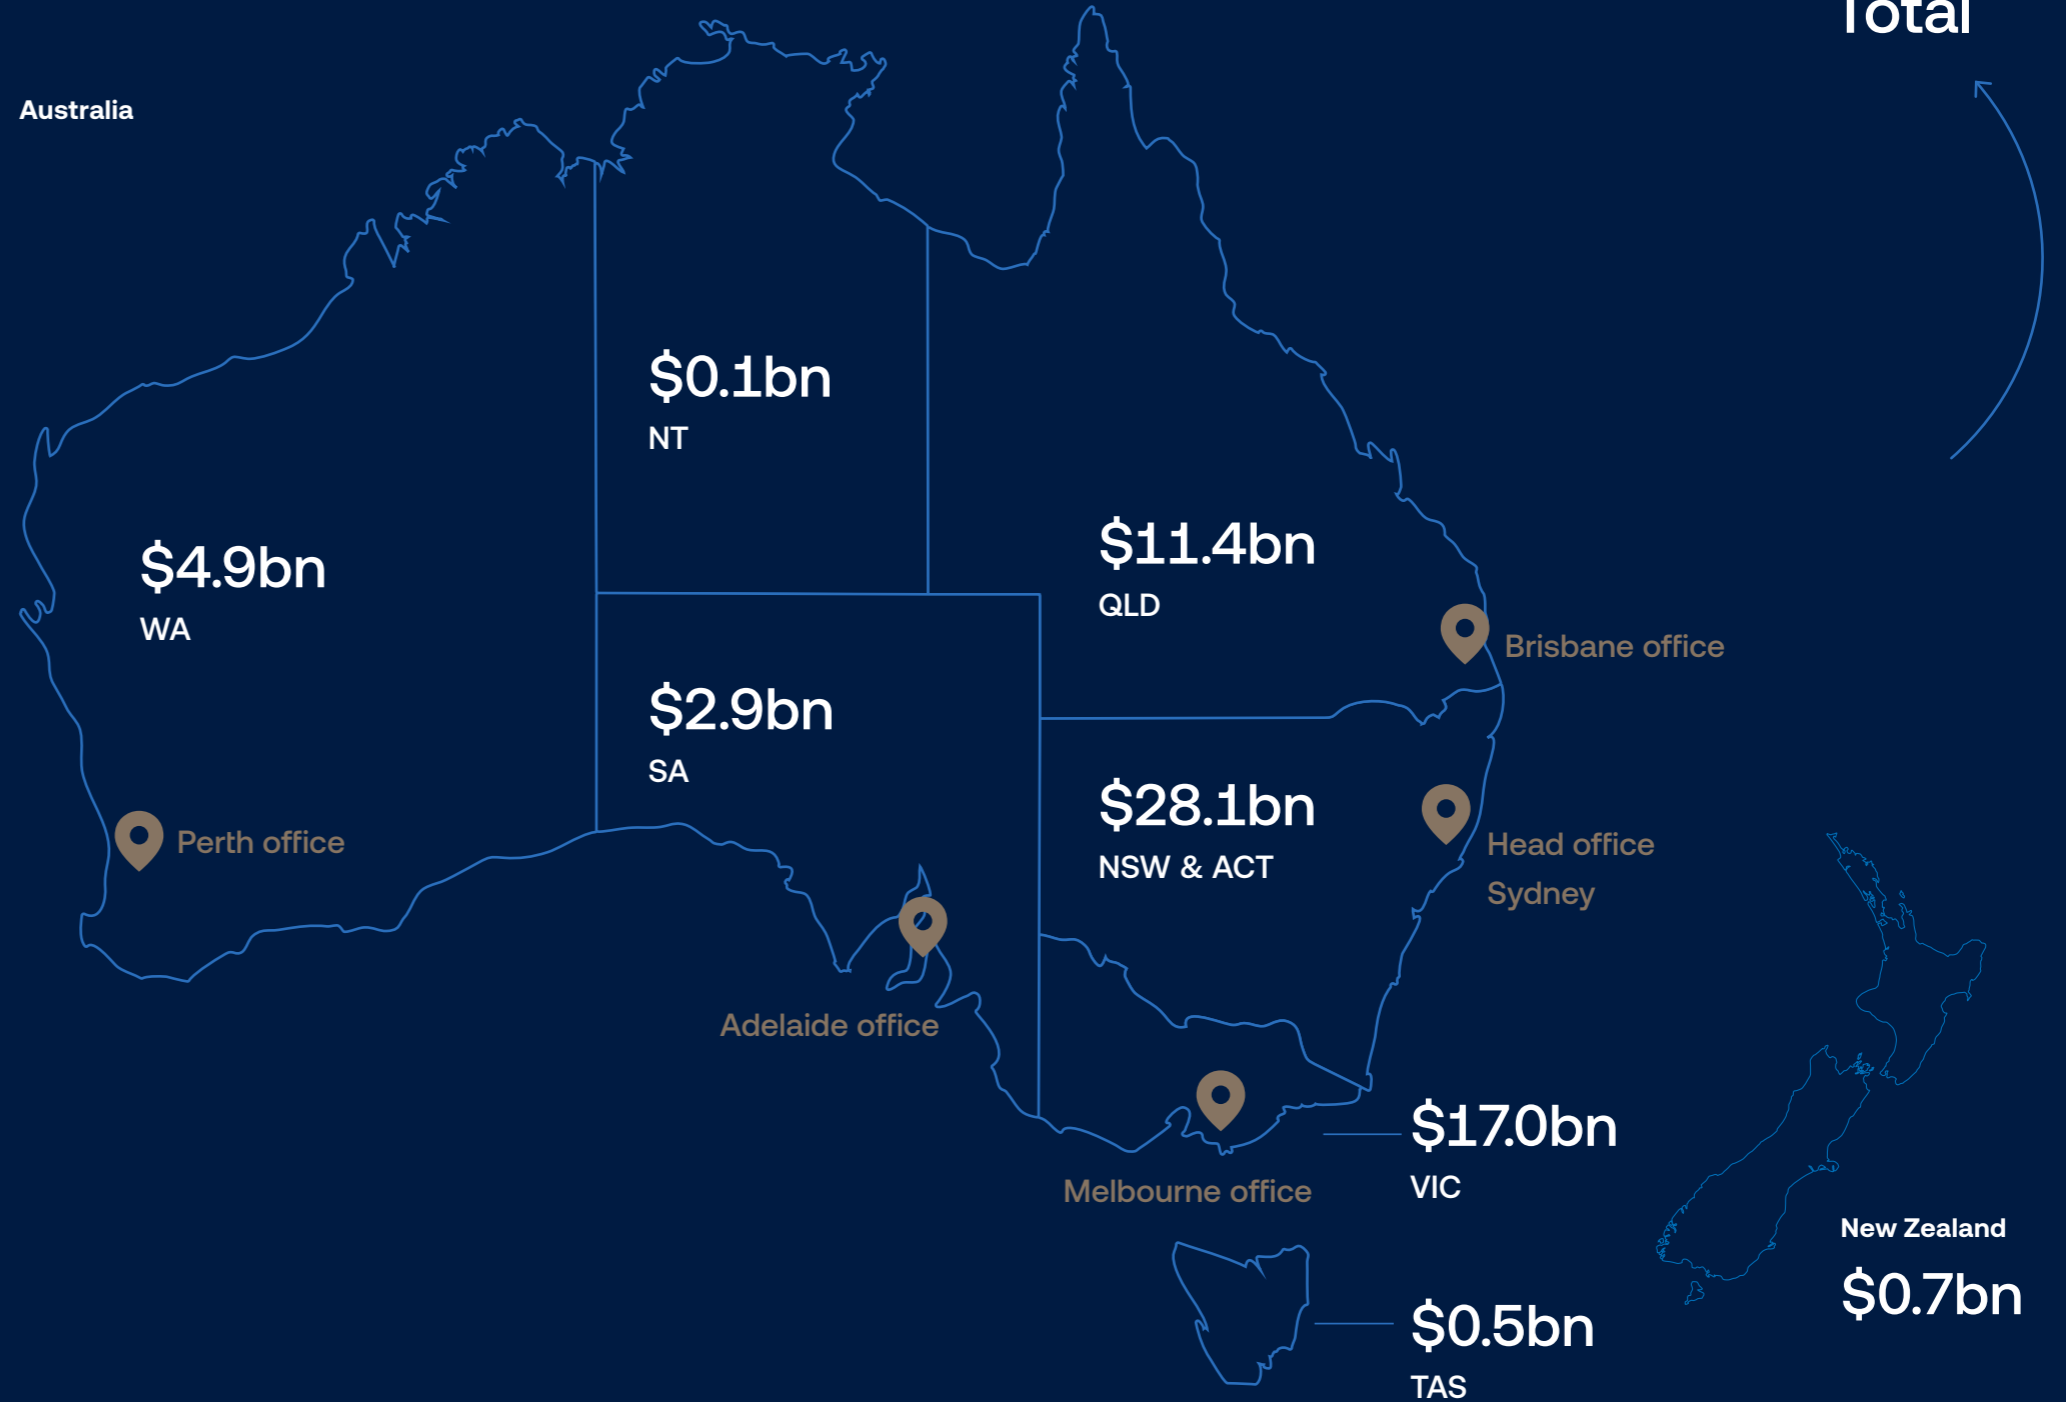 Total
Australia
$0.1bn
NT
$11.4bn
QLD
$4.9bn
WA
Brisbane office
$2.9bn
SA
$28.1bn
NSW & ACT
Perth office
Head office
Sydney
Adelaide office
$17.0bn
VIC
Melbourne office
New Zealand
$0.7bn
$0.5bn
TAS